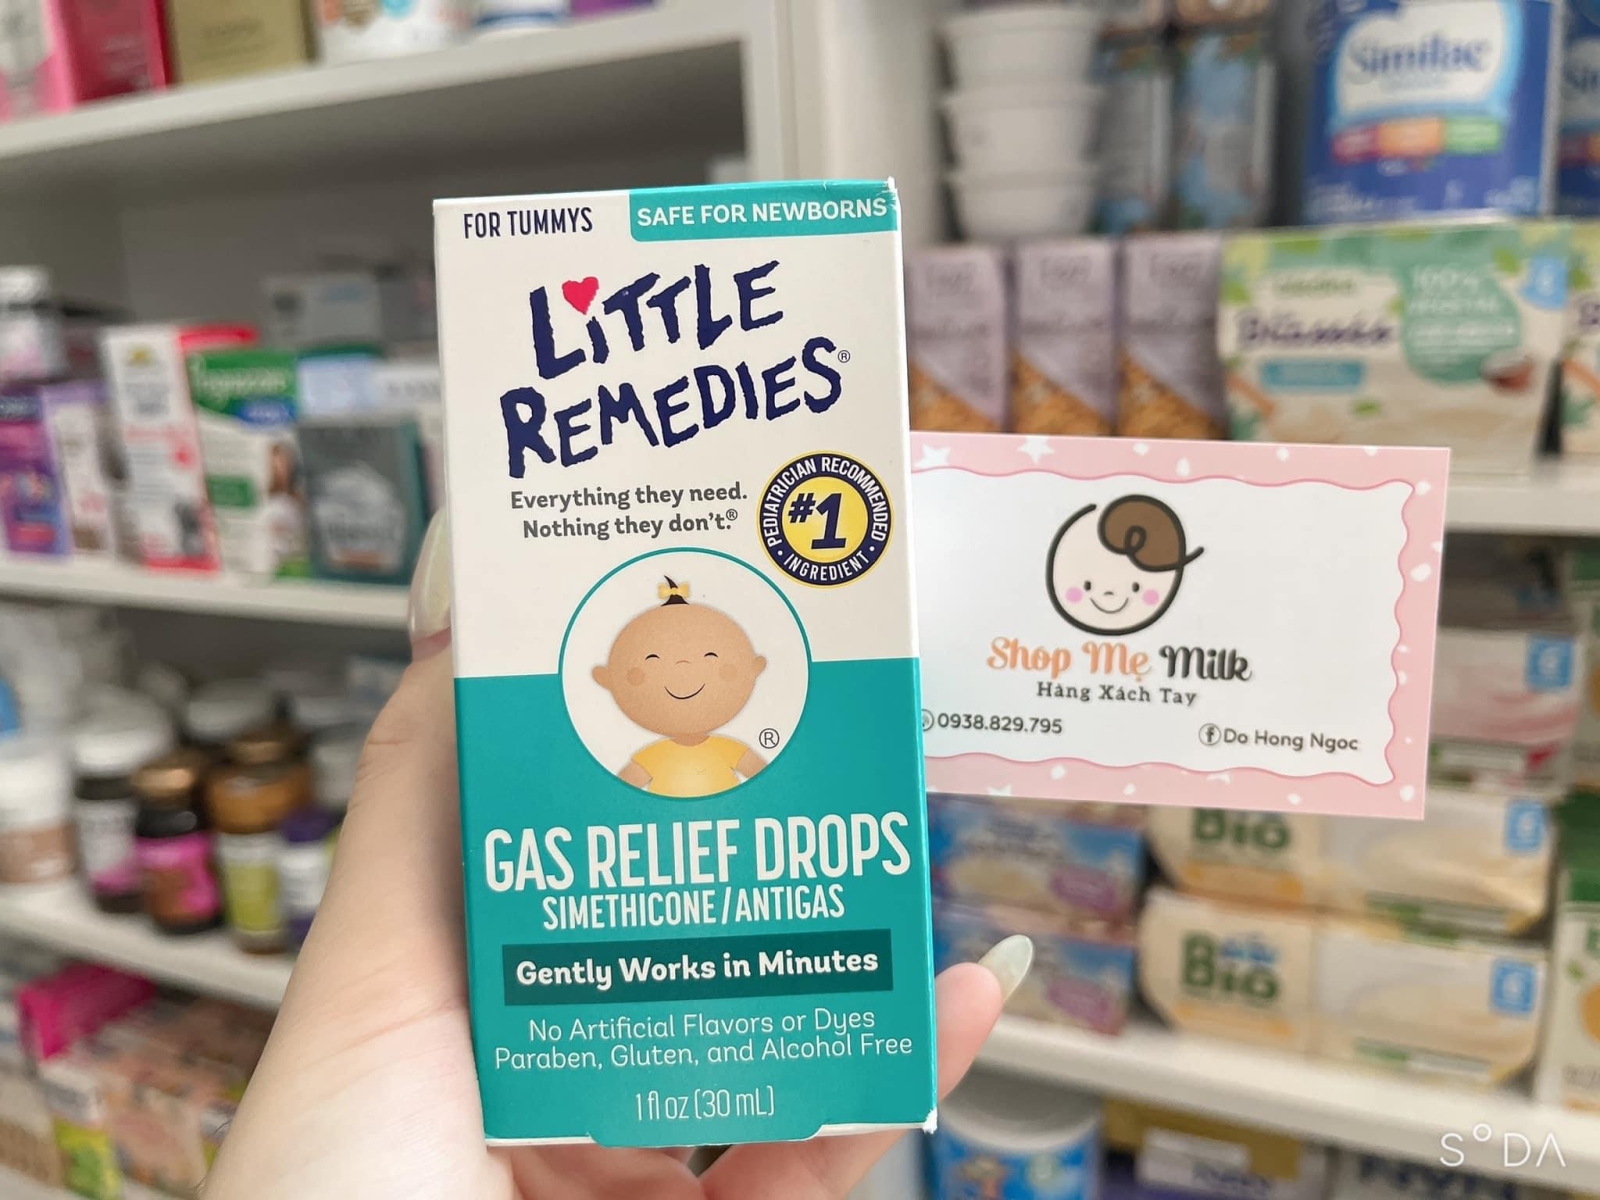 FOR TUMMYS
SAFE FOR NEWBORNS
LiTTLE
REMEDIES®
Everything they need.
Nothing they don't.®
PEDIATRICIAN RECOMMENDED
#1
INGREDIENT
®
GAS RELIEF DROPS
SIMETHICONE/ANTIGAS
Gently Works in Minutes
No Artificial Flavors or Dyes
Paraben, Gluten, and Alcohol Free
1 fl oz (30 mL)
Shop Mẹ Milk
Hàng Xách Tay
0938.829.795
Do Hong Ngoc
Similac
Bio
Bio
S°DA